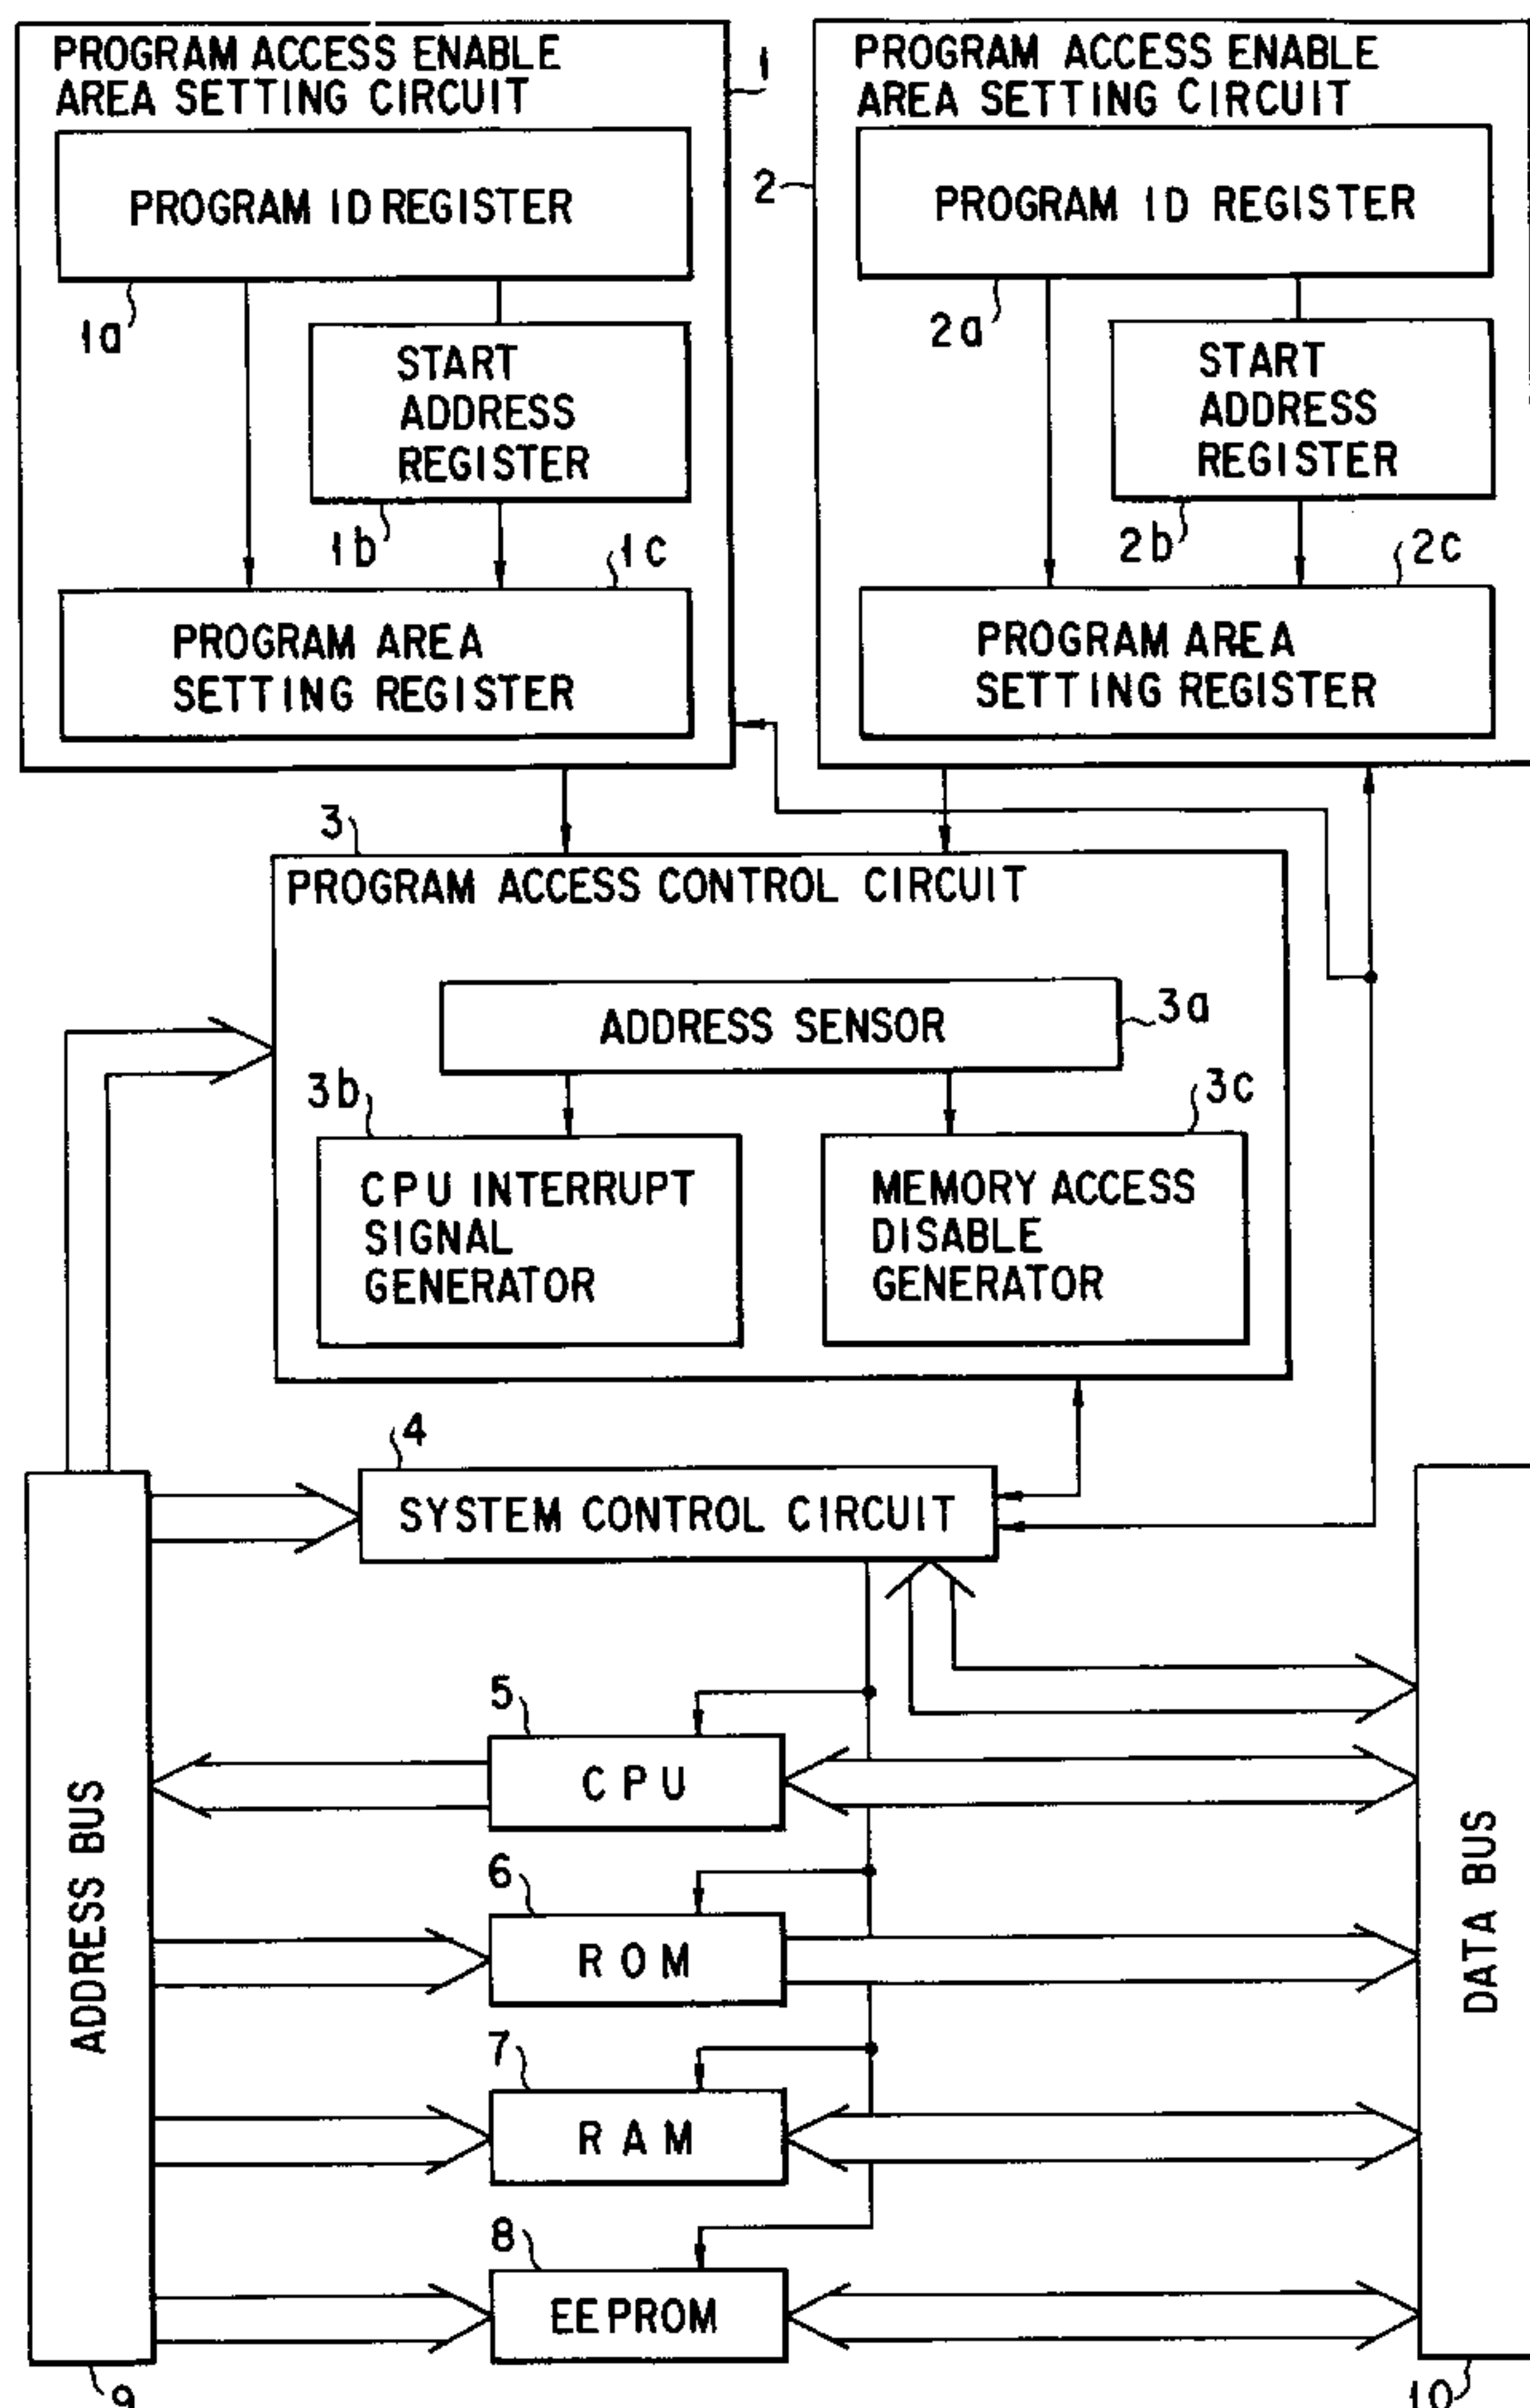 PROGRAM ACCESS ENABLE
AREA SETTING CIRCUIT
1
PROGRAM ID REGISTER
1a
START
ADDRESS
REGISTER
1b
1c
PROGRAM AREA
SETTING REGISTER
PROGRAM ACCESS ENABLE
AREA SETTING CIRCUIT
2
PROGRAM ID REGISTER
2a
START
ADDRESS
REGISTER
2b
2c
PROGRAM AREA
SETTING REGISTER
3
PROGRAM ACCESS CONTROL CIRCUIT
ADDRESS SENSOR
3a
3b
CPU INTERRUPT
SIGNAL
GENERATOR
3c
MEMORY ACCESS
DISABLE
GENERATOR
4
SYSTEM CONTROL CIRCUIT
5
CPU
6
ROM
7
RAM
8
EEPROM
ADDRESS BUS
9
DATA BUS
10